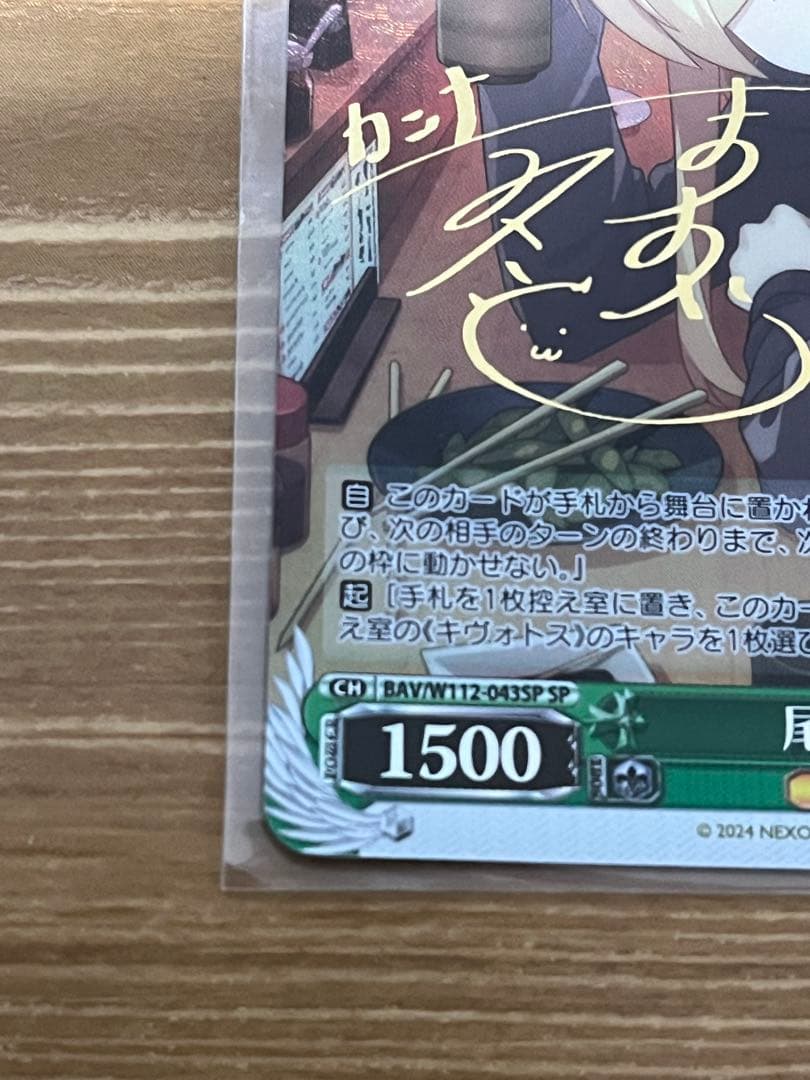 カンナ
自 このカードが手札から舞台に置か
び、次の相手のターンの終わりまで、次
の枠に動かせない。」
起 [手札を1枚控え室に置き、このカー
え室の《キヴォトス》のキャラを1枚選で
CH BAV/W112-043SP SP
尾
POWER 1500
© 2024 NEXO